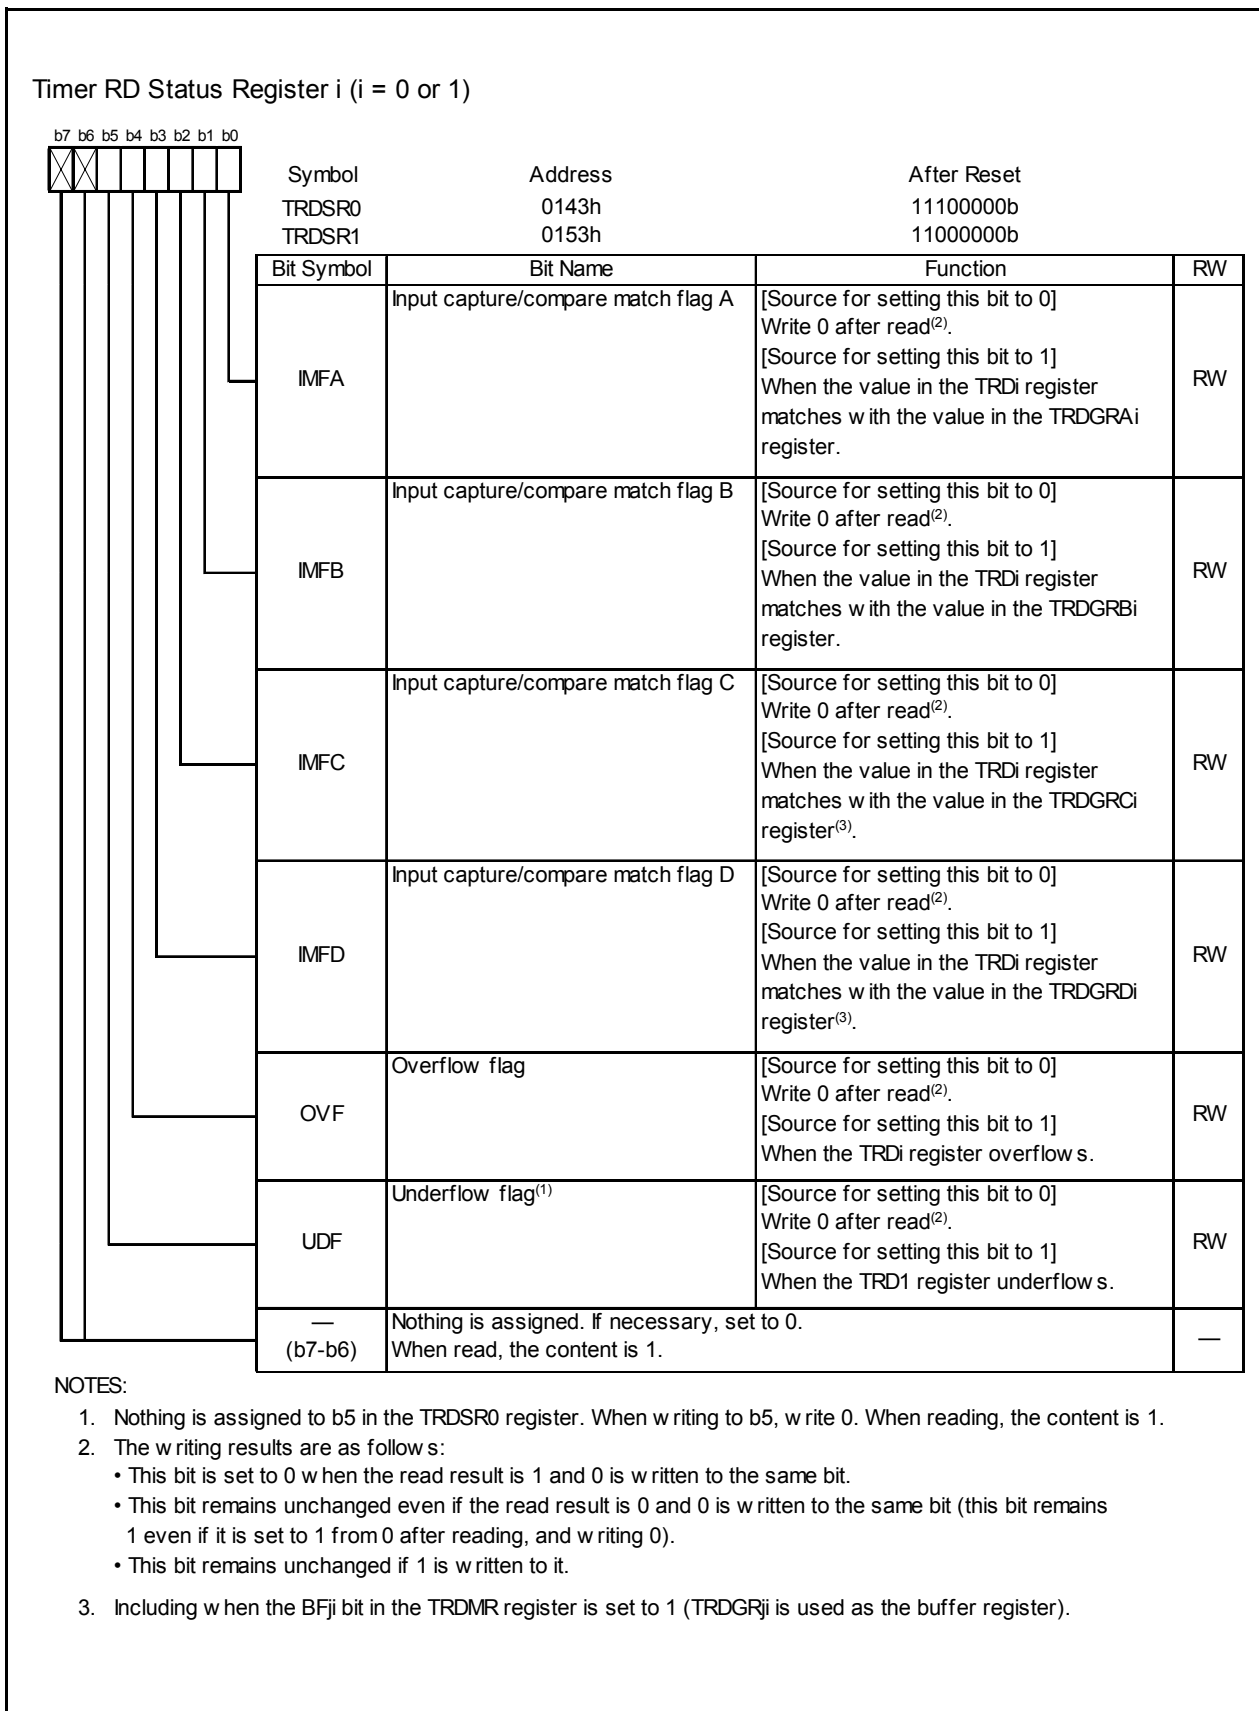 Timer RD Status Register i (i = 0 or 1)
b7 b6 b5 b4 b3 b2 b1 b0
Symbol Address After Reset
TRDSR0 0143h 11100000b
TRDSR1 0153h 11000000b
Bit Symbol Bit Name Function RW
IMFA Input capture/compare match flag A [Source for setting this bit to 0]
Write 0 after read(2).
[Source for setting this bit to 1]
When the value in the TRDi register
matches with the value in the TRDGRAi
register.
RW
IMFB Input capture/compare match flag B [Source for setting this bit to 0]
Write 0 after read(2).
[Source for setting this bit to 1]
When the value in the TRDi register
matches with the value in the TRDGRBi
register.
RW
IMFC Input capture/compare match flag C [Source for setting this bit to 0]
Write 0 after read(2).
[Source for setting this bit to 1]
When the value in the TRDi register
matches with the value in the TRDGRCi
register(3).
RW
IMFD Input capture/compare match flag D [Source for setting this bit to 0]
Write 0 after read(2).
[Source for setting this bit to 1]
When the value in the TRDi register
matches with the value in the TRDGRDi
register(3).
RW
OVF Overflow flag [Source for setting this bit to 0]
Write 0 after read(2).
[Source for setting this bit to 1]
When the TRDi register overflows.
RW
UDF Underflow flag(1) [Source for setting this bit to 0]
Write 0 after read(2).
[Source for setting this bit to 1]
When the TRD1 register underflows.
RW
— Nothing is assigned. If necessary, set to 0.
(b7-b6) When read, the content is 1. —
NOTES:
1. Nothing is assigned to b5 in the TRDSR0 register. When writing to b5, write 0. When reading, the content is 1.
2. The writing results are as follows:
• This bit is set to 0 when the read result is 1 and 0 is written to the same bit.
• This bit remains unchanged even if the read result is 0 and 0 is written to the same bit (this bit remains
1 even if it is set to 1 from 0 after reading, and writing 0).
• This bit remains unchanged if 1 is written to it.
3. Including when the BFji bit in the TRDMR register is set to 1 (TRDGRji is used as the buffer register).